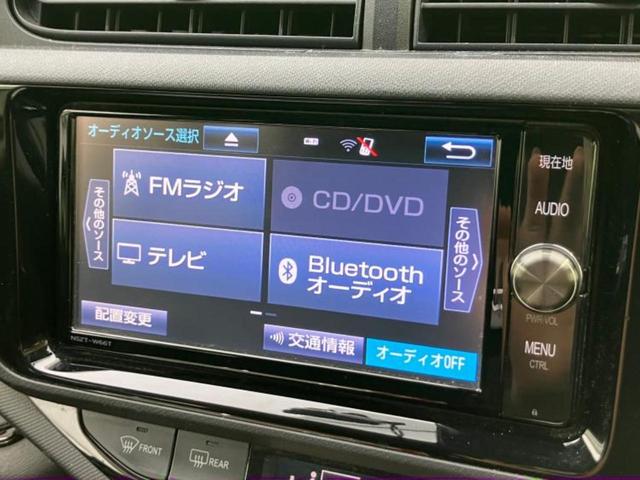 オーディオソース選択
Wi-Fi
現在地
FMラジオ
CD/DVD
AUDIO
その他のソース
その他のソース
テレビ
Bluetooth
オーディオ
配置変更
交通情報
オーディオOFF
PWR・VOL
MENU
CTRL
NSZT-W66T
FRONT
REAR